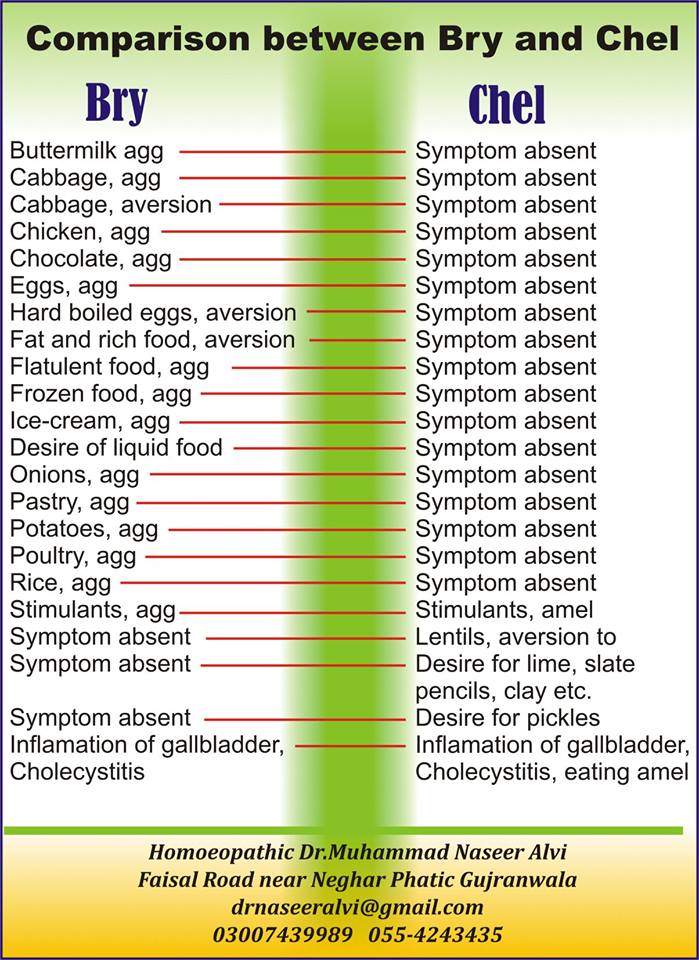 Comparison between Bry and Chel
Bry Chel
Buttermilk agg Symptom absent
Cabbage, agg Symptom absent
Cabbage, aversion Symptom absent
Chicken, agg Symptom absent
Chocolate, agg Symptom absent
Eggs, agg Symptom absent
Hard boiled eggs, aversion Symptom absent
Fat and rich food, aversion Symptom absent
Flatulent food, agg Symptom absent
Frozen food, agg Symptom absent
Ice-cream, agg Symptom absent
Desire of liquid food Symptom absent
Onions, agg Symptom absent
Pastry, agg Symptom absent
Potatoes, agg Symptom absent
Poultry, agg Symptom absent
Rice, agg Symptom absent
Stimulants, agg Stimulants, amel
Symptom absent Lentils, aversion to
Symptom absent Desire for lime, slate
pencils, clay etc.
Symptom absent Desire for pickles
Inflamation of gallbladder, Inflamation of gallbladder,
Cholecystitis Cholecystitis, eating amel
Homoeopathic Dr.Muhammad Naseer Alvi
Faisal Road near Neghar Phatic Gujranwala
drnaseeralvi@gmail.com
03007439989 055-4243435